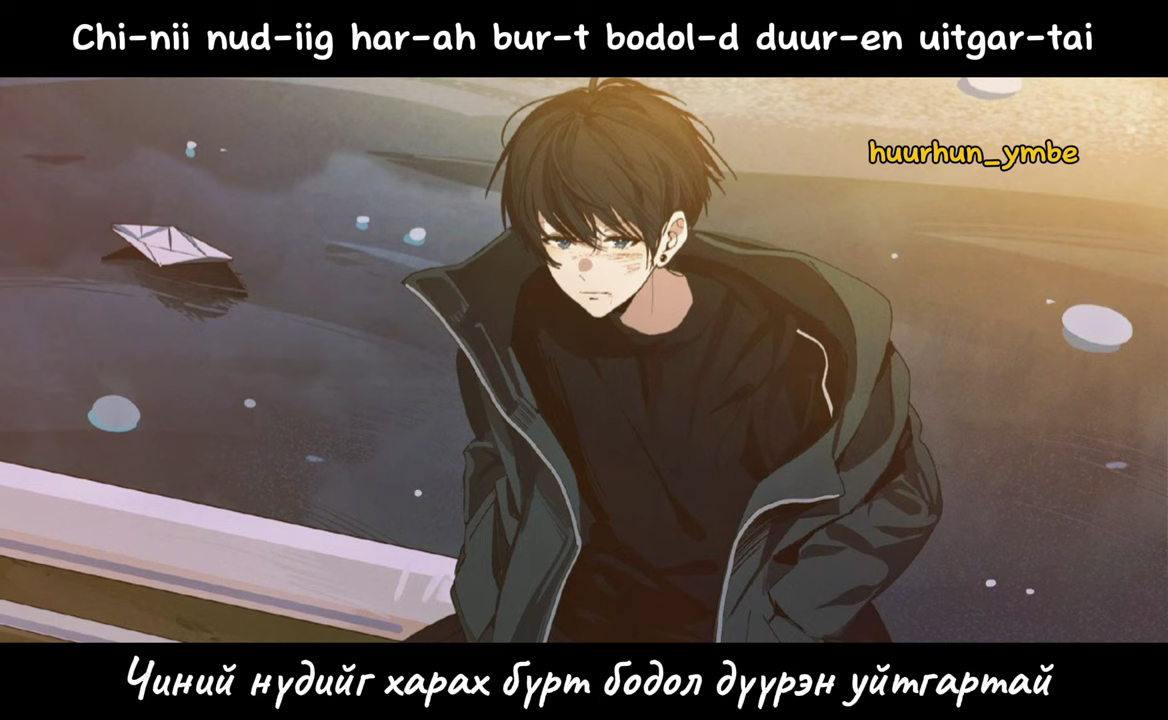 Chi-nii nud-iig har-ah bur-t bodol-d duur-en uitgar-tai
huurhun_ymbe
Чиний нүдийг харах бүрт бодол дүүрэн уйтгартай